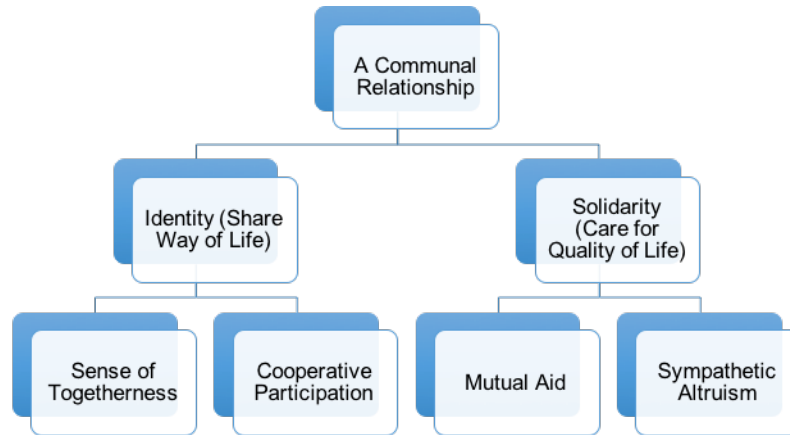 A Communal
Relationship
Identity (Share
Way of Life)
Solidarity
(Care for
Quality of Life)
Sense of
Togetherness
Cooperative
Participation
Mutual Aid
Sympathetic
Altruism